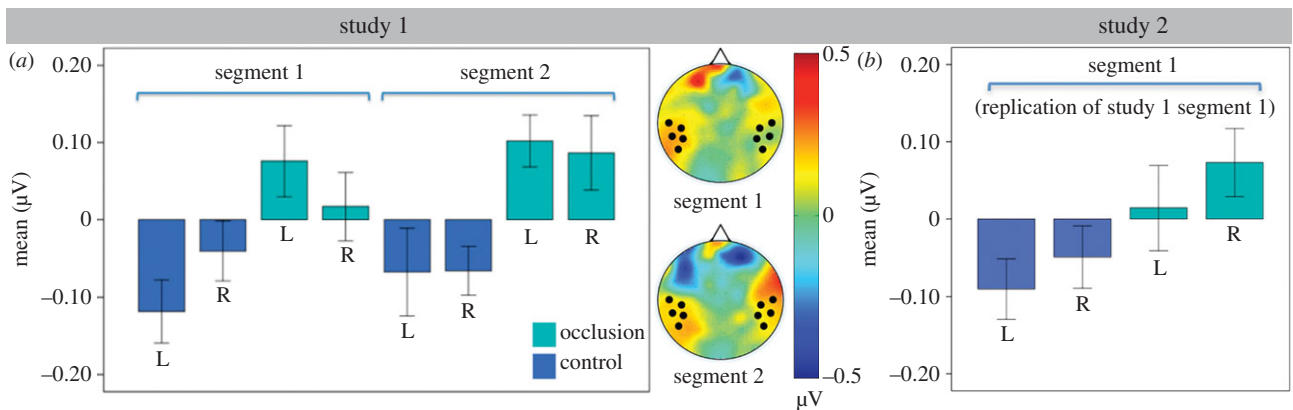 study 1
study 2
(a)
0.20
0.10
0
–0.10
–0.20
mean (µV)
segment 1
segment 2
L
R
L
R
L
R
L
R
occlusion
control
segment 1
segment 2
0.5
0
–0.5
µV
(b)
0.20
0.10
0
–0.10
–0.20
mean (µV)
segment 1
(replication of study 1 segment 1)
L
R
L
R